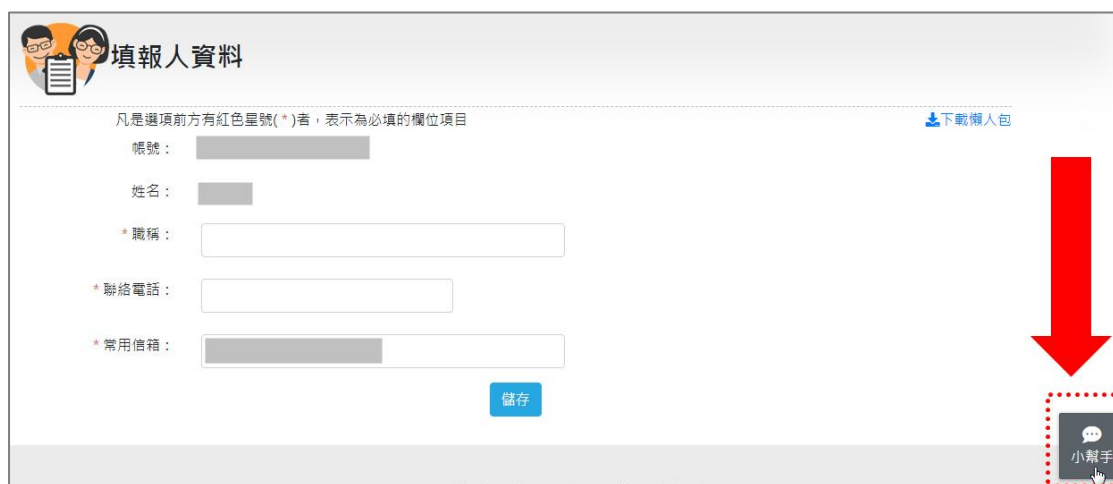 填報人資料
凡是選項前方有紅色星號( * )者，表示為必填的欄位項目
下載懶人包
帳號：
姓名：
* 職稱：
* 聯絡電話：
* 常用信箱：
儲存
小幫手